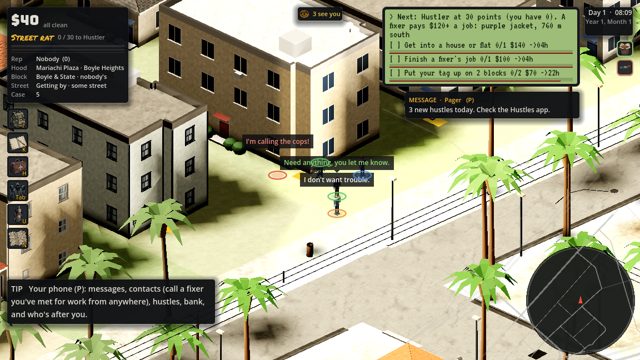 $40 all clean
STREET RAT 0 / 30 to Hustler
Rep Nobody (0)
Hood Mariachi Plaza · Boyle Heights
Block Boyle & State · nobody's
Street Getting by · some street
Case 5
3 see you
> Next: Hustler at 30 points (you have 0). A
fixer pays $120+ a job: purple jacket, 760 m
south
[ ] Get into a house or flat 0/1 $140 ->04h
[ ] Finish a fixer's job 0/1 $100 ->04h
[ ] Put your tag up on 2 blocks 0/2 $70 ->22h
Day 1 · 08:09
Year 1, Month 1
MESSAGE · Pager (P)
3 new hustles today. Check the Hustles app.
I'm calling the cops!
Need anything, you let me know.
I don't want trouble.
TIP Your phone (P): messages, contacts (call a fixer
you've met for work from anywhere), hustles, bank,
and who's after you.